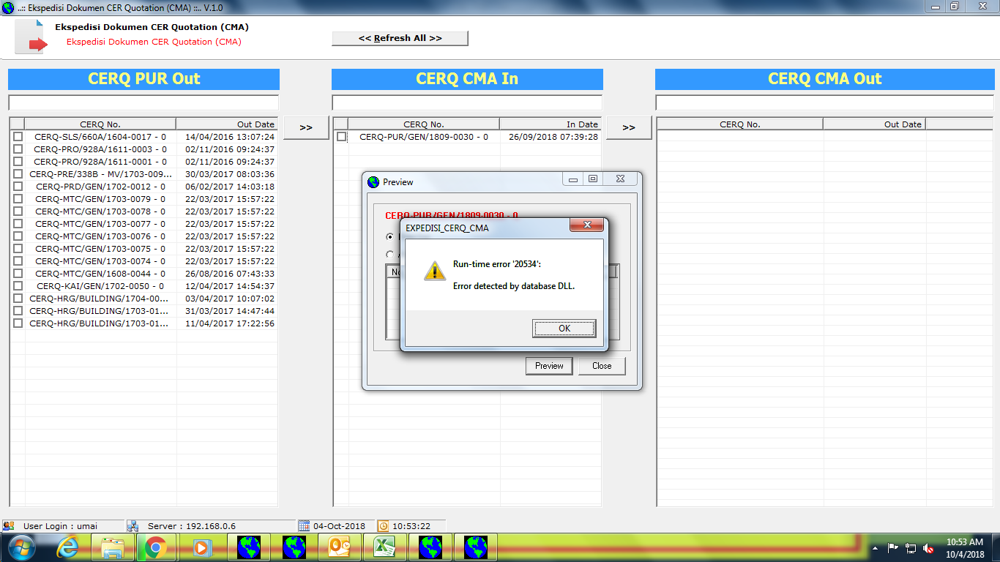 ..:: Ekspedisi Dokumen CER Quotation (CMA) ::.. V.1.0
Ekspedisi Dokumen CER Quotation (CMA)
Ekspedisi Dokumen CER Quotation (CMA)
<< Refresh All >>
CERQ PUR Out
CERQ No. Out Date
CERQ-SLS/660A/1604-0017 - 0 14/04/2016 13:07:24
CERQ-PRO/928A/1611-0003 - 0 02/11/2016 09:24:37
CERQ-PRO/928A/1611-0001 - 0 02/11/2016 09:24:37
CERQ-PRE/338B - MV/1703-009... 30/03/2017 08:03:36
CERQ-PRD/GEN/1702-0012 - 0 06/02/2017 14:03:18
CERQ-MTC/GEN/1703-0079 - 0 22/03/2017 15:57:22
CERQ-MTC/GEN/1703-0078 - 0 22/03/2017 15:57:22
CERQ-MTC/GEN/1703-0077 - 0 22/03/2017 15:57:22
CERQ-MTC/GEN/1703-0076 - 0 22/03/2017 15:57:22
CERQ-MTC/GEN/1703-0075 - 0 22/03/2017 15:57:22
CERQ-MTC/GEN/1703-0074 - 0 22/03/2017 15:57:22
CERQ-MTC/GEN/1608-0044 - 0 26/08/2016 07:43:33
CERQ-KAI/GEN/1702-0050 - 0 12/04/2017 14:54:37
CERQ-HRG/BUILDING/1704-00... 03/04/2017 10:07:02
CERQ-HRG/BUILDING/1703-01... 31/03/2017 14:47:44
CERQ-HRG/BUILDING/1703-01... 11/04/2017 17:22:56
>>
CERQ CMA In
CERQ No. In Date
CERQ-PUR/GEN/1809-0030 - 0 26/09/2018 07:39:28
>>
CERQ CMA Out
CERQ No. Out Date
Preview
CERQ-PUR/GEN/1809-0030 - 0
EXPEDISI_CERQ_CMA
Run-time error '20534':
Error detected by database DLL.
OK
Preview Close
User Login : umai Server : 192.168.0.6 04-Oct-2018 10:53:22
10:53 AM
10/4/2018